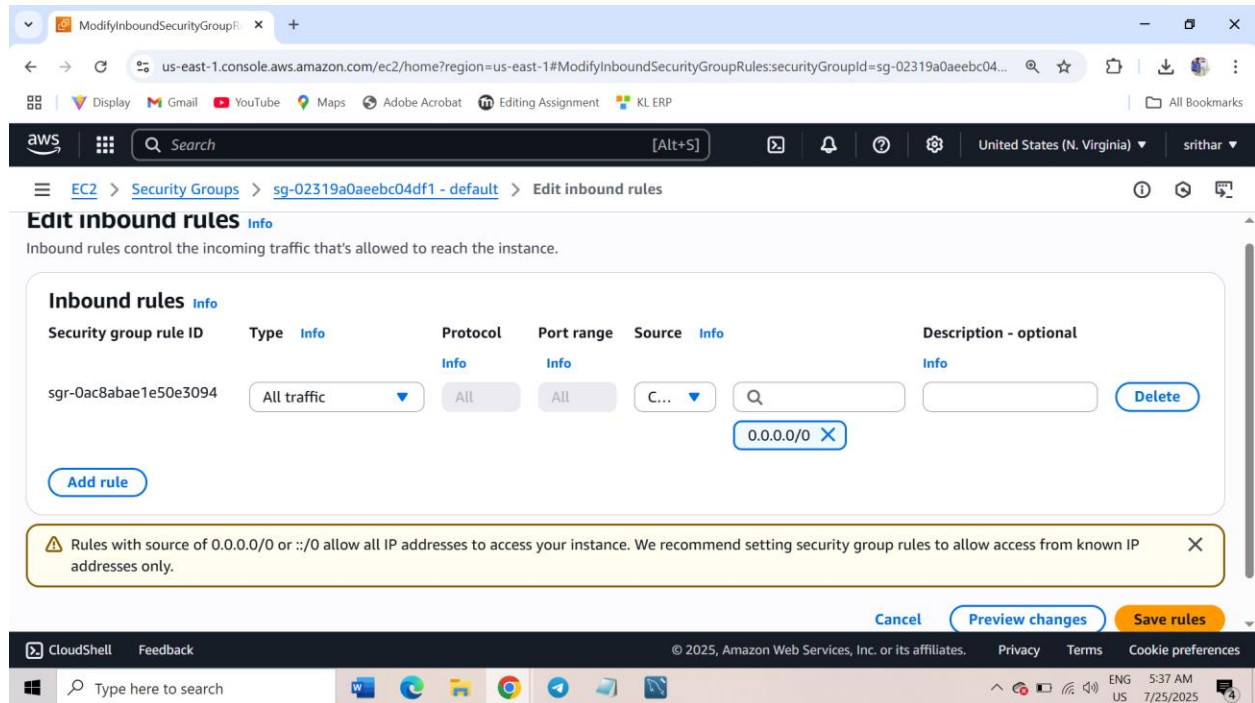 ModifyInboundSecurityGroupR
us-east-1.console.aws.amazon.com/ec2/home?region=us-east-1#ModifyInboundSecurityGroupRules:securityGroupId=sg-02319a0aeebc04...
Display Gmail YouTube Maps Adobe Acrobat Editing Assignment KL ERP All Bookmarks
aws Search [Alt+S] United States (N. Virginia) srithar
EC2 > Security Groups > sg-02319a0aeebc04df1 - default > Edit inbound rules
Edit inbound rules Info
Inbound rules control the incoming traffic that's allowed to reach the instance.
Inbound rules Info
Security group rule ID Type Info Protocol Port range Source Info Description - optional
Info Info Info
sgr-0ac8abae1e50e3094 All traffic All All C... Delete
0.0.0.0/0
Add rule
Rules with source of 0.0.0.0/0 or ::/0 allow all IP addresses to access your instance. We recommend setting security group rules to allow access from known IP
addresses only.
Cancel Preview changes Save rules
CloudShell Feedback © 2025, Amazon Web Services, Inc. or its affiliates. Privacy Terms Cookie preferences
Type here to search ENG 5:37 AM
US 7/25/2025 4